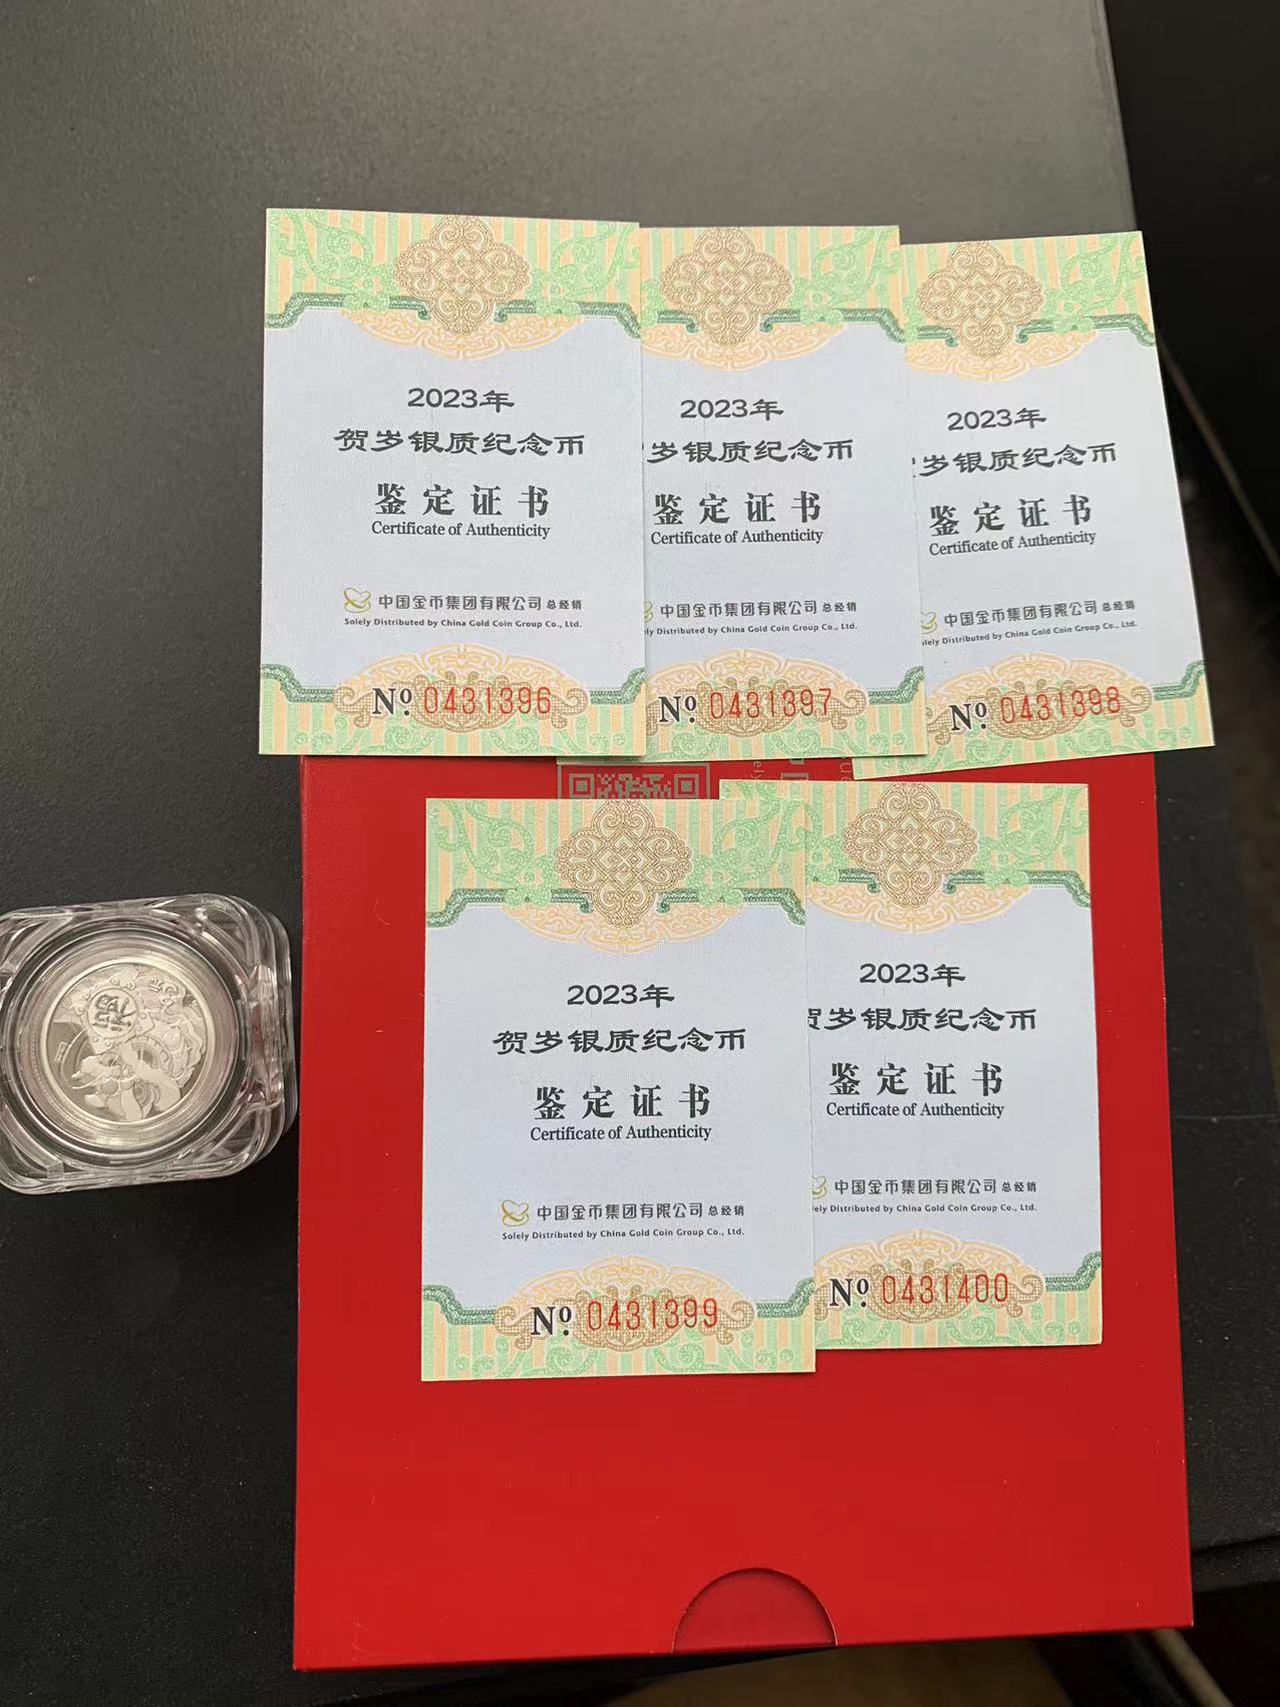 2023年
贺岁银质纪念币
鉴定证书
Certificate of Authenticity
中国金币集团有限公司 总经销
Solely Distributed by China Gold Coin Group Co., Ltd.
Nº. 0431396
2023年
岁银质纪念币
鉴定证书
Certificate of Authenticity
中国金币集团有限公司 总经销
Distributed by China Gold Coin Group Co., Ltd.
Nº. 0431397
2023年
岁银质纪念币
鉴定证书
Certificate of Authenticity
中国金币集团有限公司 总经销
Distributed by China Gold Coin Group Co., Ltd.
Nº. 0431398
2023年
贺岁银质纪念币
鉴定证书
Certificate of Authenticity
中国金币集团有限公司 总经销
Solely Distributed by China Gold Coin Group Co., Ltd.
Nº. 0431399
2023年
贺岁银质纪念币
鉴定证书
Certificate of Authenticity
中国金币集团有限公司 总经销
Distributed by China Gold Coin Group Co., Ltd.
Nº. 0431400